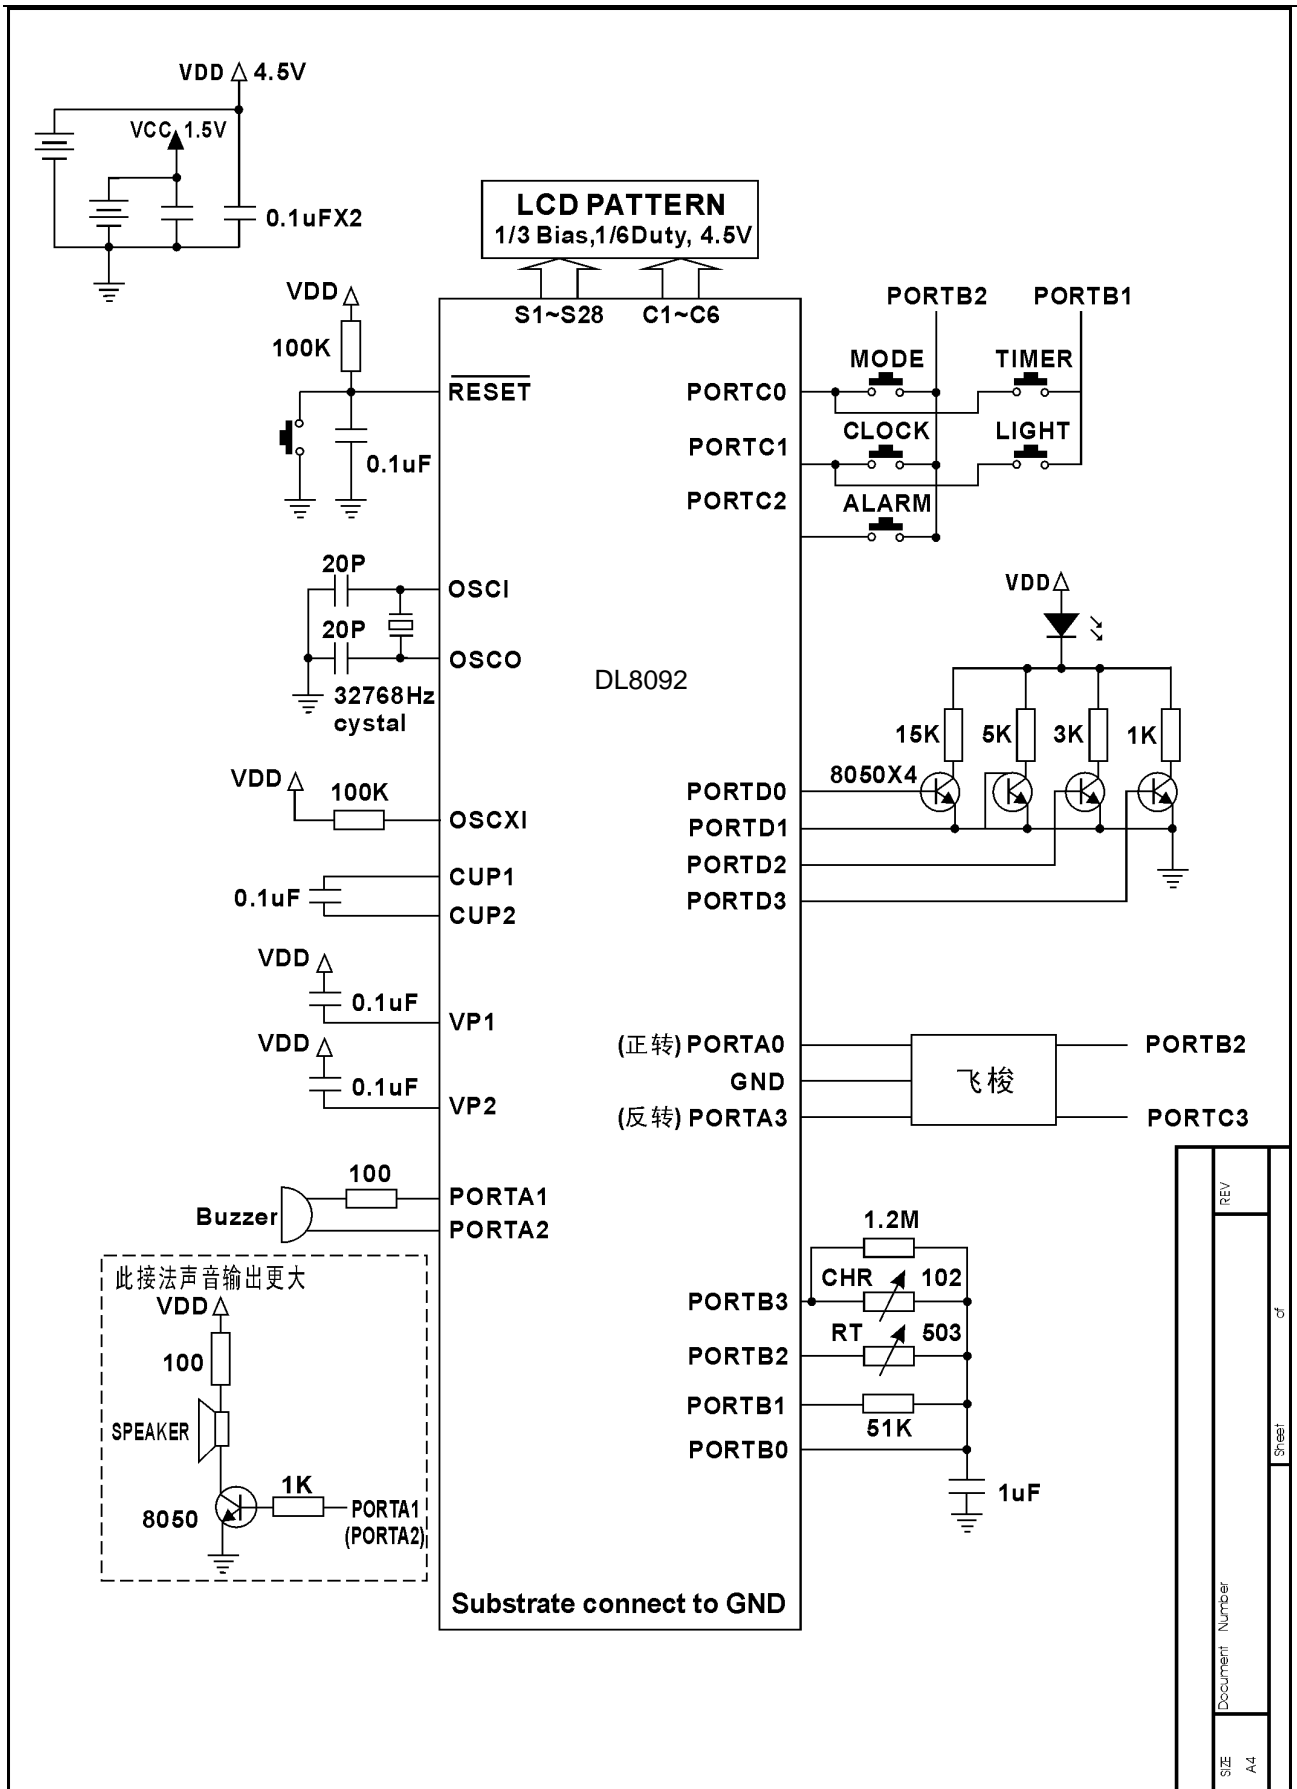 VDD 4.5V
VCC 1.5V
0.1uFX2
LCD PATTERN
1/3 Bias,1/6Duty, 4.5V
S1~S28 C1~C6
VDD
100K
RESET
0.1uF
PORTB2 PORTB1
MODE TIMER
PORTC0
CLOCK LIGHT
PORTC1
PORTC2
ALARM
20P
OSCI
20P
OSCO
32768Hz
cystal
DL8092
VDD
15K 5K 3K 1K
8050X4
PORTD0
PORTD1
PORTD2
PORTD3
VDD
100K
OSCXI
CUP1
0.1uF
CUP2
VDD
0.1uF
VP1
VDD
0.1uF
VP2
(正转) PORTA0
GND
(反转) PORTA3
飞梭
PORTB2
PORTC3
100
Buzzer
PORTA1
PORTA2
此接法声音输出更大
VDD
100
SPEAKER
1K
8050
PORTA1
(PORTA2)
1.2M
CHR 102
PORTB3
RT 503
PORTB2
PORTB1
51K
PORTB0
1uF
Substrate connect to GND
REV
Sheet of
Document Number
SIZE
A4